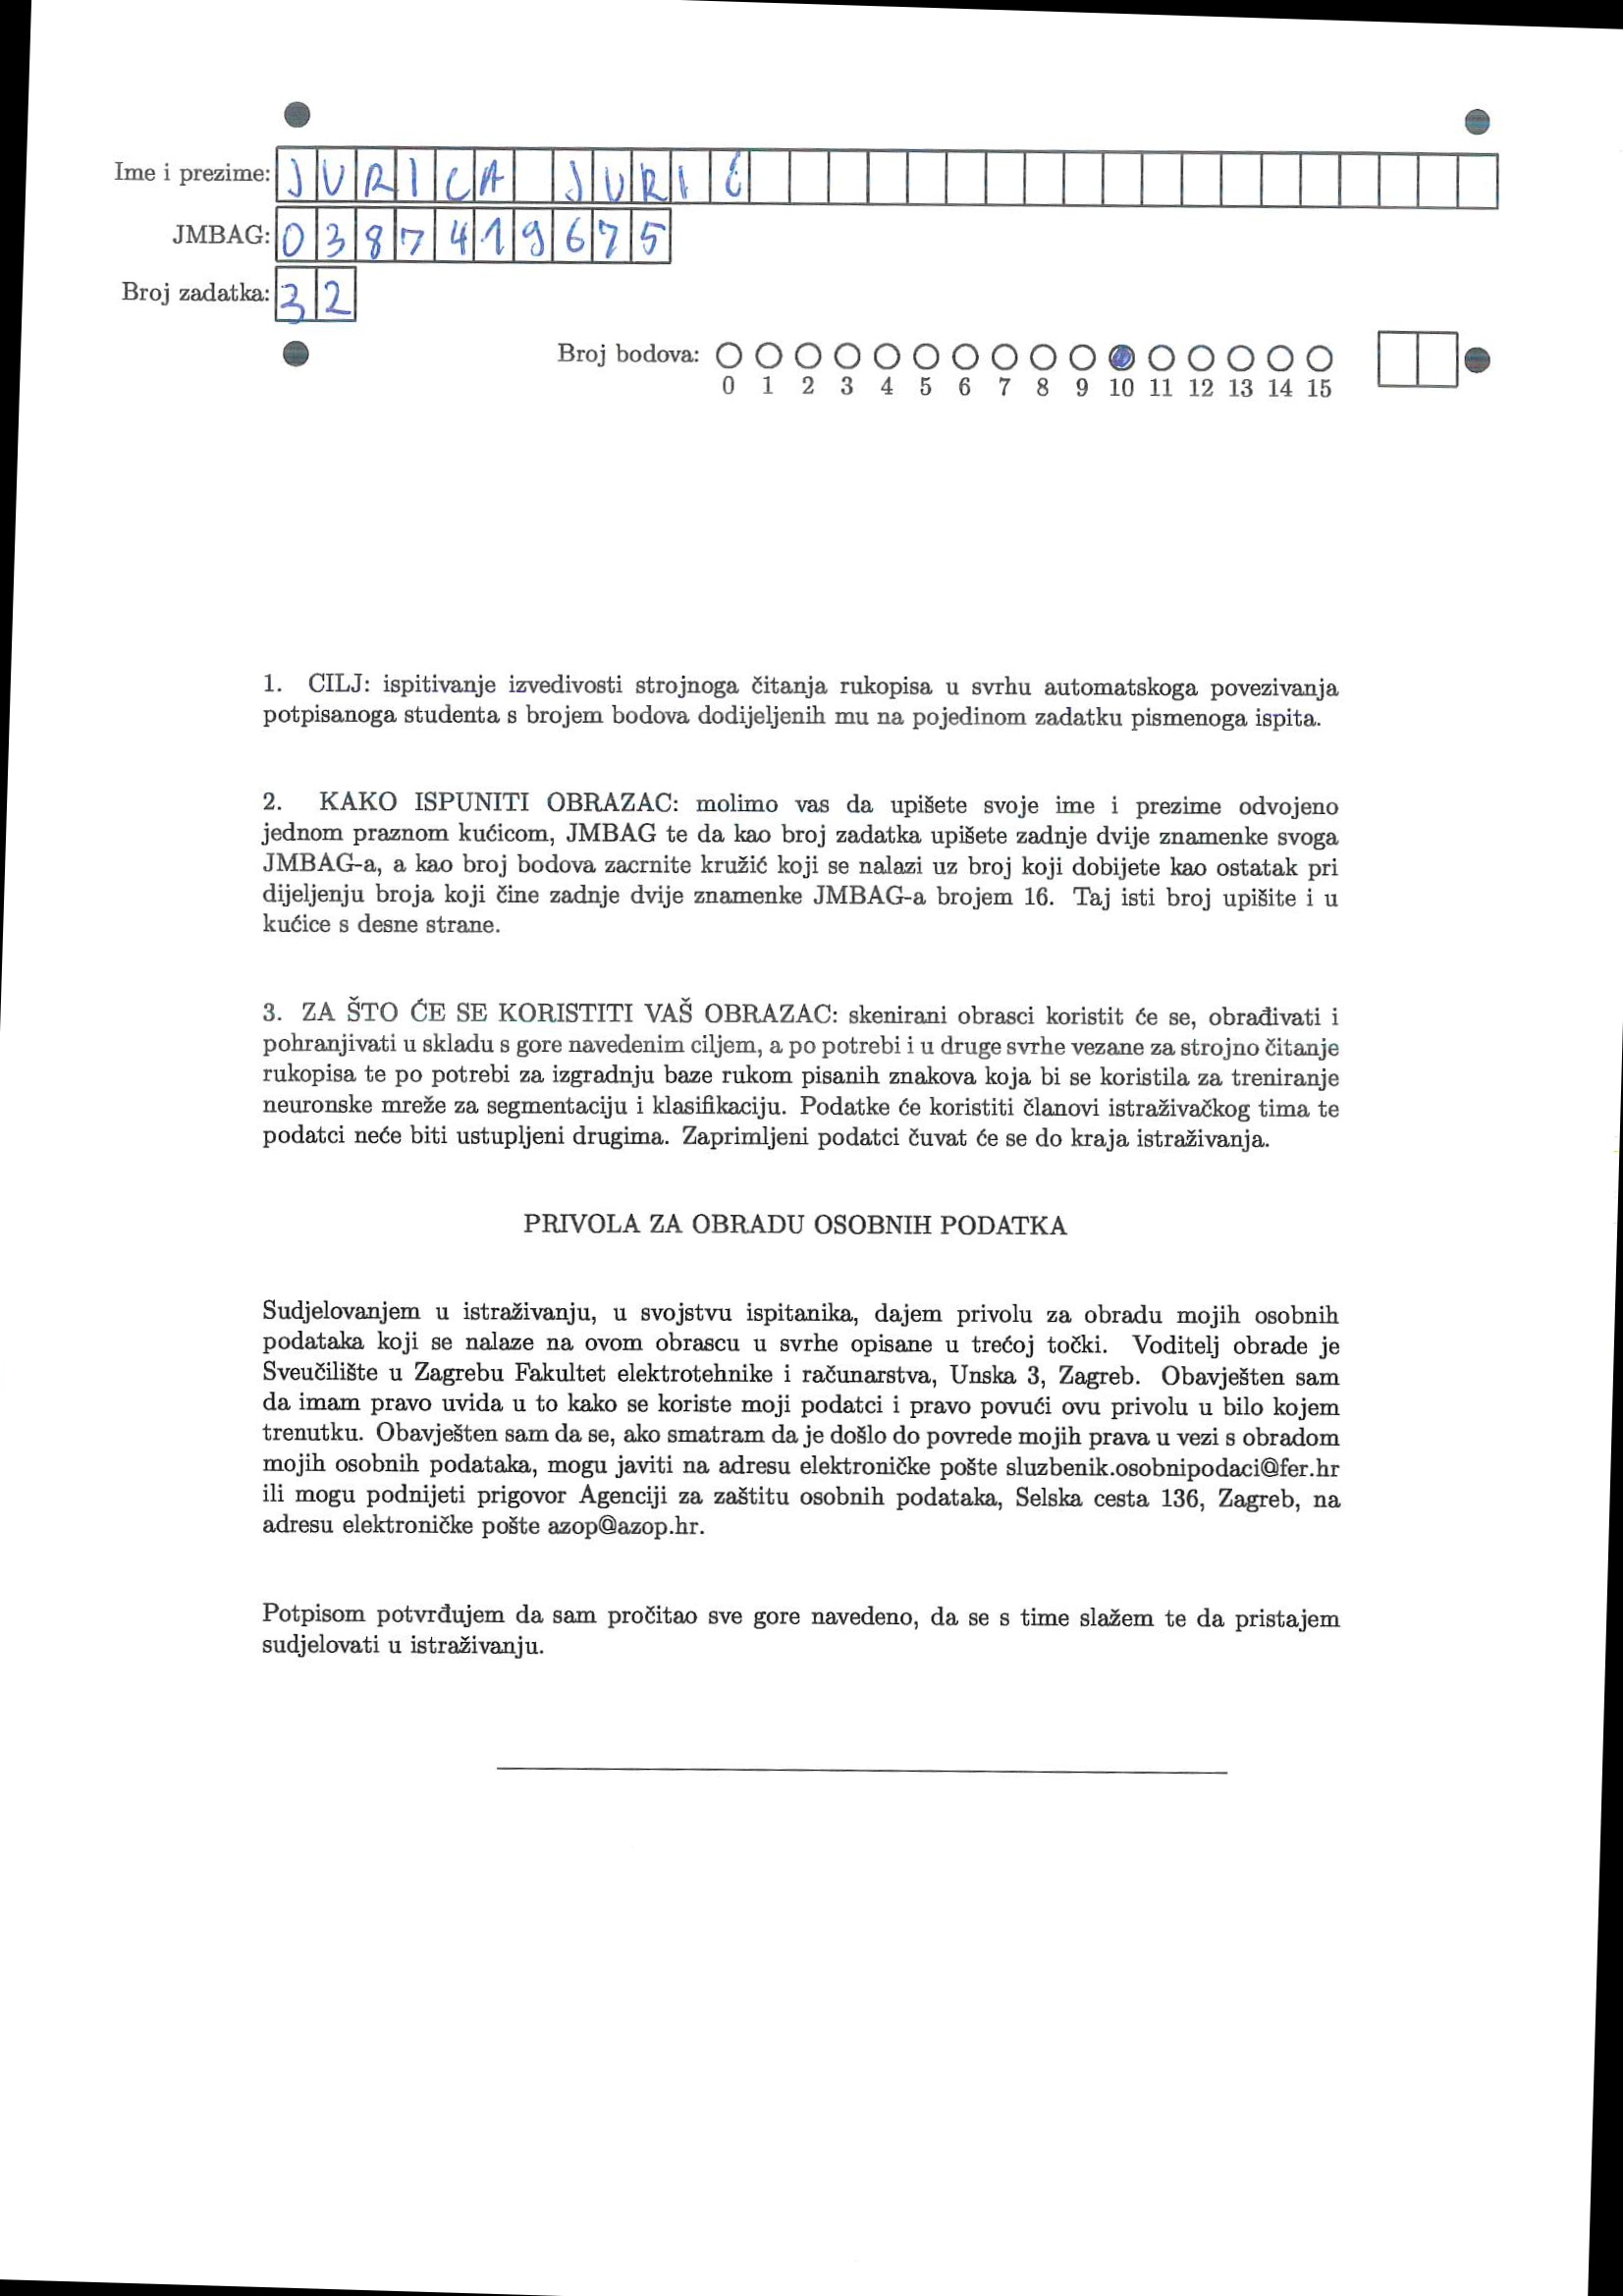 Ime i prezime: JURICA JURIĆ
JMBAG: 0387419675
Broj zadatka: 32
Broj bodova:
0 1 2 3 4 5 6 7 8 9 10 11 12 13 14 15
1. CILJ: ispitivanje izvedivosti strojnoga čitanja rukopisa u svrhu automatskoga povezivanja
potpisanoga studenta s brojem bodova dodijeljenih mu na pojedinom zadatku pismenoga ispita.
2. KAKO ISPUNITI OBRAZAC: molimo vas da upišete svoje ime i prezime odvojeno
jednom praznom kućicom, JMBAG te da kao broj zadatka upišete zadnje dvije znamenke svoga
JMBAG-a, a kao broj bodova zacrnite kružić koji se nalazi uz broj koji dobijete kao ostatak pri
dijeljenju broja koji čine zadnje dvije znamenke JMBAG-a brojem 16. Taj isti broj upišite i u
kućice s desne strane.
3. ZA ŠTO ĆE SE KORISTITI VAŠ OBRAZAC: skenirani obrasci koristit će se, obrađivati i
pohranjivati u skladu s gore navedenim ciljem, a po potrebi i u druge svrhe vezane za strojno čitanje
rukopisa te po potrebi za izgradnju baze rukom pisanih znakova koja bi se koristila za treniranje
neuronske mreže za segmentaciju i klasifikaciju. Podatke će koristiti članovi istraživačkog tima te
podatci neće biti ustupljeni drugima. Zaprimljeni podatci čuvat će se do kraja istraživanja.
PRIVOLA ZA OBRADU OSOBNIH PODATKA
Sudjelovanjem u istraživanju, u svojstvu ispitanika, dajem privolu za obradu mojih osobnih
podataka koji se nalaze na ovom obrascu u svrhe opisane u trećoj točki. Voditelj obrade je
Sveučilište u Zagrebu Fakultet elektrotehnike i računarstva, Unska 3, Zagreb. Obavješten sam
da imam pravo uvida u to kako se koriste moji podatci i pravo povući ovu privolu u bilo kojem
trenutku. Obavješten sam da se, ako smatram da je došlo do povrede mojih prava u vezi s obradom
mojih osobnih podataka, mogu javiti na adresu elektroničke pošte sluzbenik.osobnipodaci@fer.hr
ili mogu podnijeti prigovor Agenciji za zaštitu osobnih podataka, Selska cesta 136, Zagreb, na
adresu elektroničke pošte azop@azop.hr.
Potpisom potvrđujem da sam pročitao sve gore navedeno, da se s time slažem te da pristajem
sudjelovati u istraživanju.